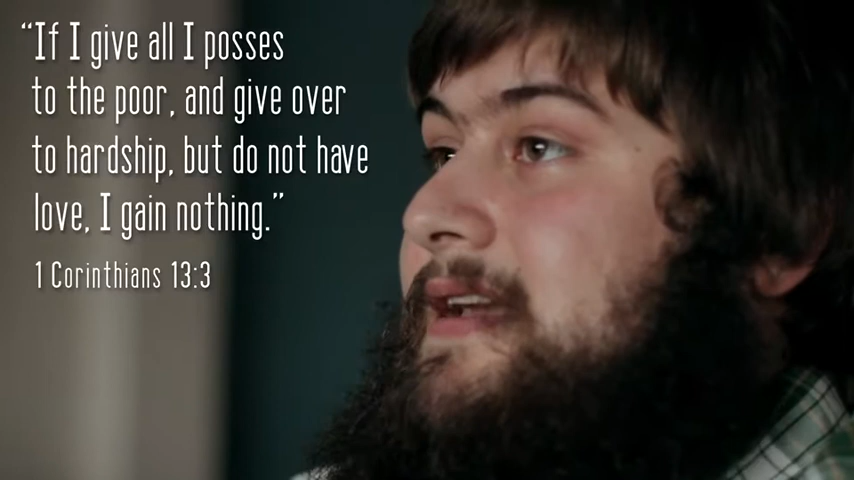 “If I give all I posses
to the poor, and give over
to hardship, but do not have
love, I gain nothing.”
1 Corinthians 13:3